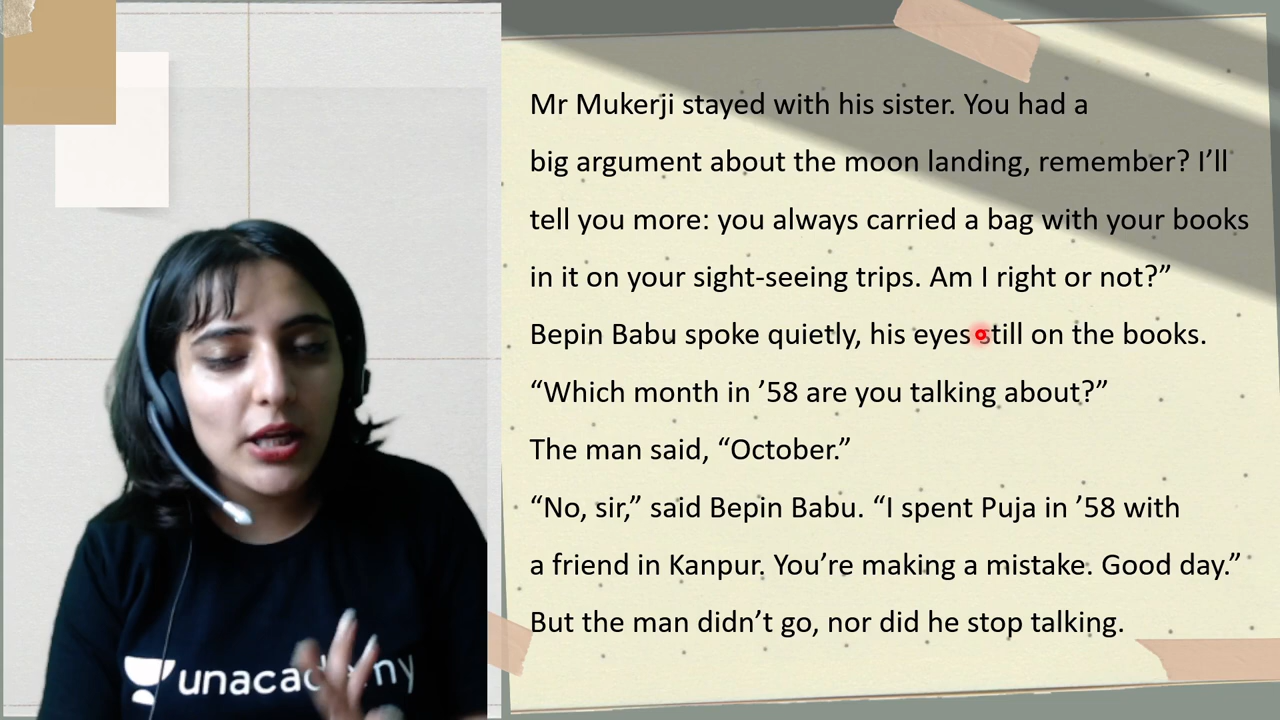 Mr Mukerji stayed with his sister. You had a
big argument about the moon landing, remember? I’ll
tell you more: you always carried a bag with your books
in it on your sight-seeing trips. Am I right or not?”
Bepin Babu spoke quietly, his eyes still on the books.
“Which month in ’58 are you talking about?”
The man said, “October.”
“No, sir,” said Bepin Babu. “I spent Puja in ’58 with
a friend in Kanpur. You’re making a mistake. Good day.”
But the man didn’t go, nor did he stop talking.
unacademy